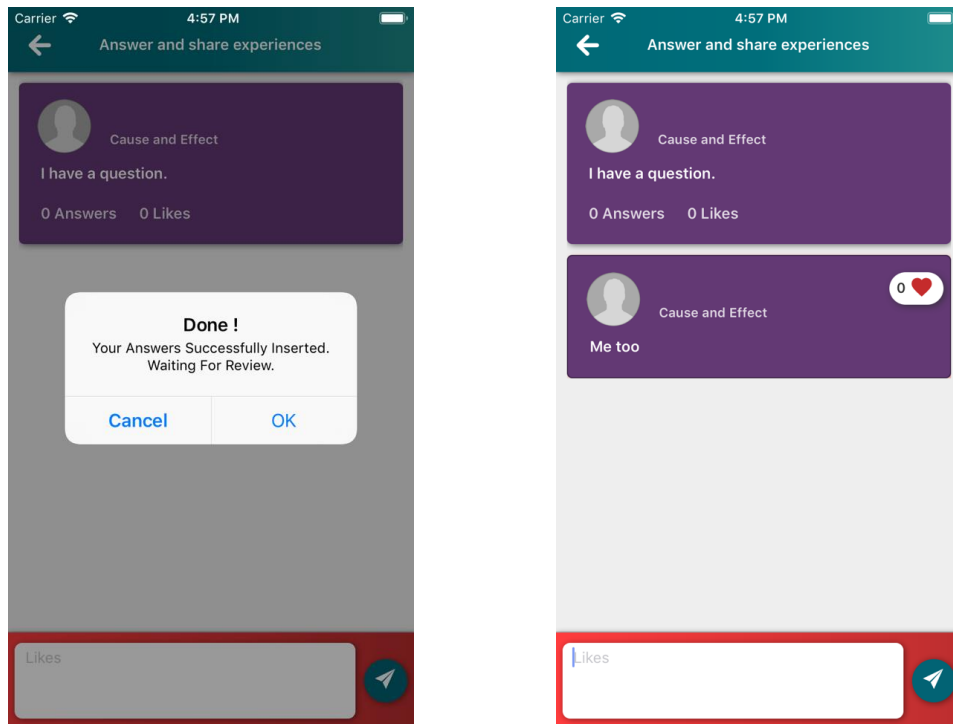 Carrier 4:57 PM
Answer and share experiences
Cause and Effect
I have a question.
0 Answers 0 Likes
Done !
Your Answers Successfully Inserted.
Waiting For Review.
Cancel OK
Likes
Carrier 4:57 PM
Answer and share experiences
Cause and Effect
I have a question.
0 Answers 0 Likes
0
Cause and Effect
Me too
Likes